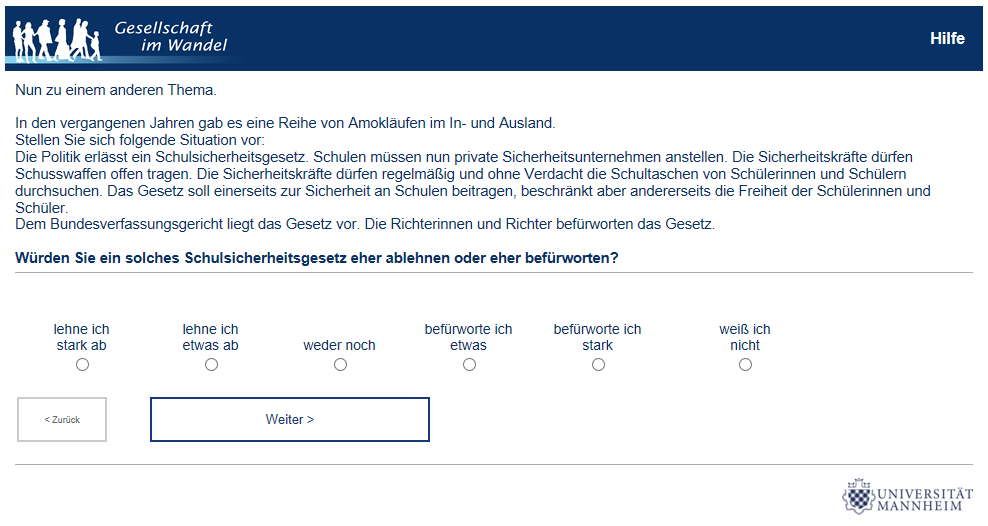 Gesellschaft
im Wandel
Hilfe
Nun zu einem anderen Thema.
In den vergangenen Jahren gab es eine Reihe von Amokläufen im In- und Ausland.
Stellen Sie sich folgende Situation vor:
Die Politik erlässt ein Schulsicherheitsgesetz. Schulen müssen nun private Sicherheitsunternehmen anstellen. Die Sicherheitskräfte dürfen
Schusswaffen offen tragen. Die Sicherheitskräfte dürfen regelmäßig und ohne Verdacht die Schultaschen von Schülerinnen und Schülern
durchsuchen. Das Gesetz soll einerseits zur Sicherheit an Schulen beitragen, beschränkt aber andererseits die Freiheit der Schülerinnen und
Schüler.
Dem Bundesverfassungsgericht liegt das Gesetz vor. Die Richterinnen und Richter befürworten das Gesetz.
Würden Sie ein solches Schulsicherheitsgesetz eher ablehnen oder eher befürworten?
lehne ich
stark ab
lehne ich
etwas ab
weder noch
befürworte ich
etwas
befürworte ich
stark
weiß ich
nicht
< Zurück
Weiter >
UNIVERSITÄT
MANNHEIM